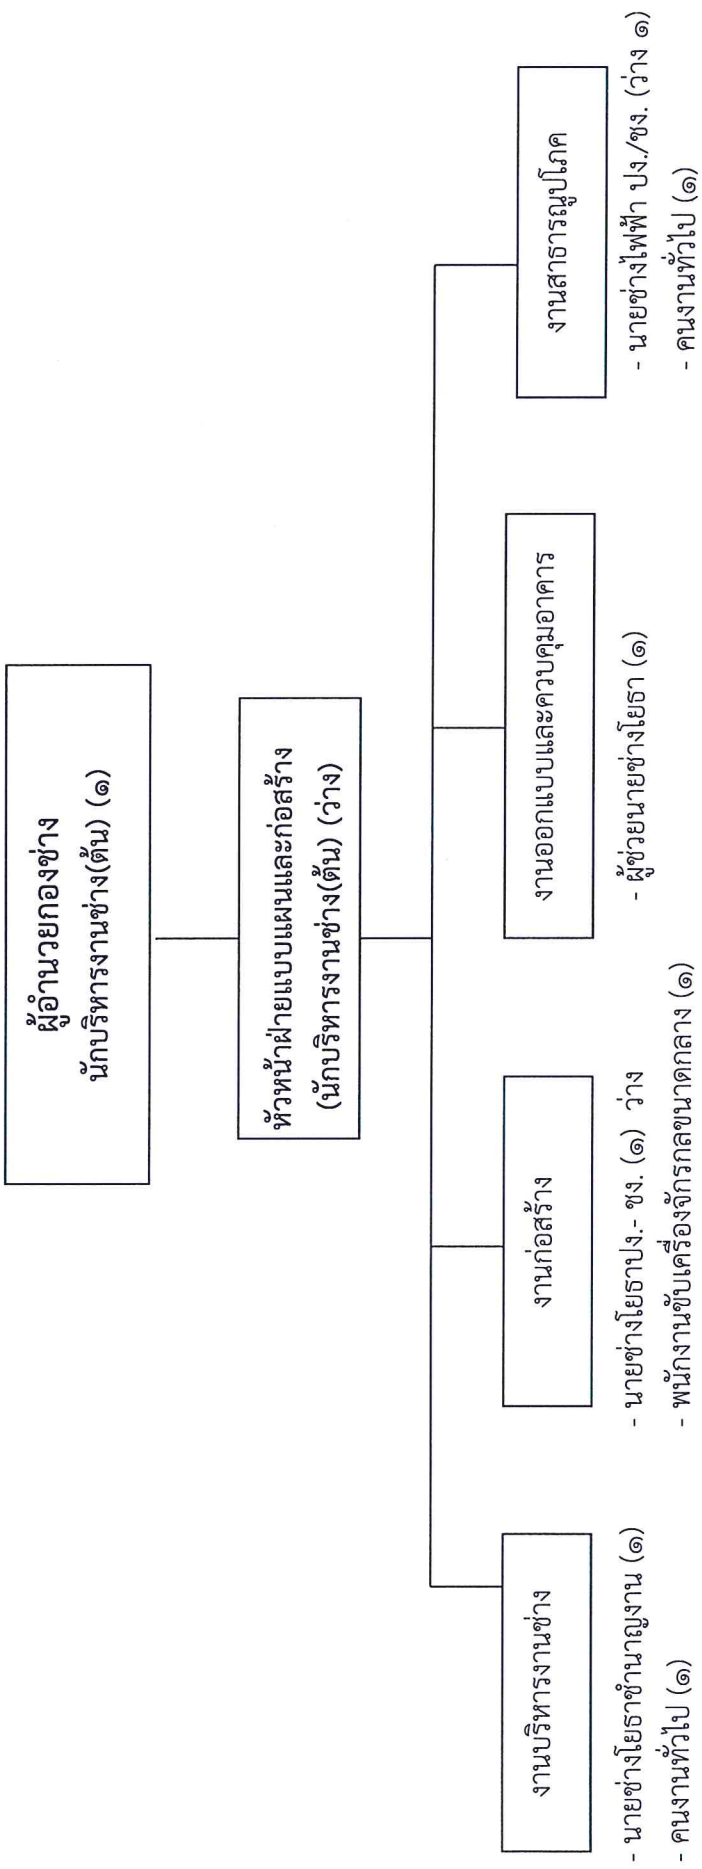 ผู้อำนวยกองช่าง
นักบริหารงานช่าง(ต้น) (๑)
หัวหน้าฝ่ายแบบแผนและก่อสร้าง
(นักบริหารงานช่าง(ต้น) (ว่าง)
งานบริหารงานช่าง
- นายช่างโยธาชำนาญงาน (๑)
- คนงานทั่วไป (๑)
งานก่อสร้าง
- นายช่างโยธาปง.- ชง. (๑) ว่าง
- พนักงานขับเครื่องจักรกลขนาดกลาง (๑)
งานออกแบบและควบคุมอาคาร
- ผู้ช่วยนายช่างโยธา (๑)
งานสาธารณูปโภค
- นายช่างไฟฟ้า ปง./ชง. (ว่าง ๑)
- คนงานทั่วไป (๑)